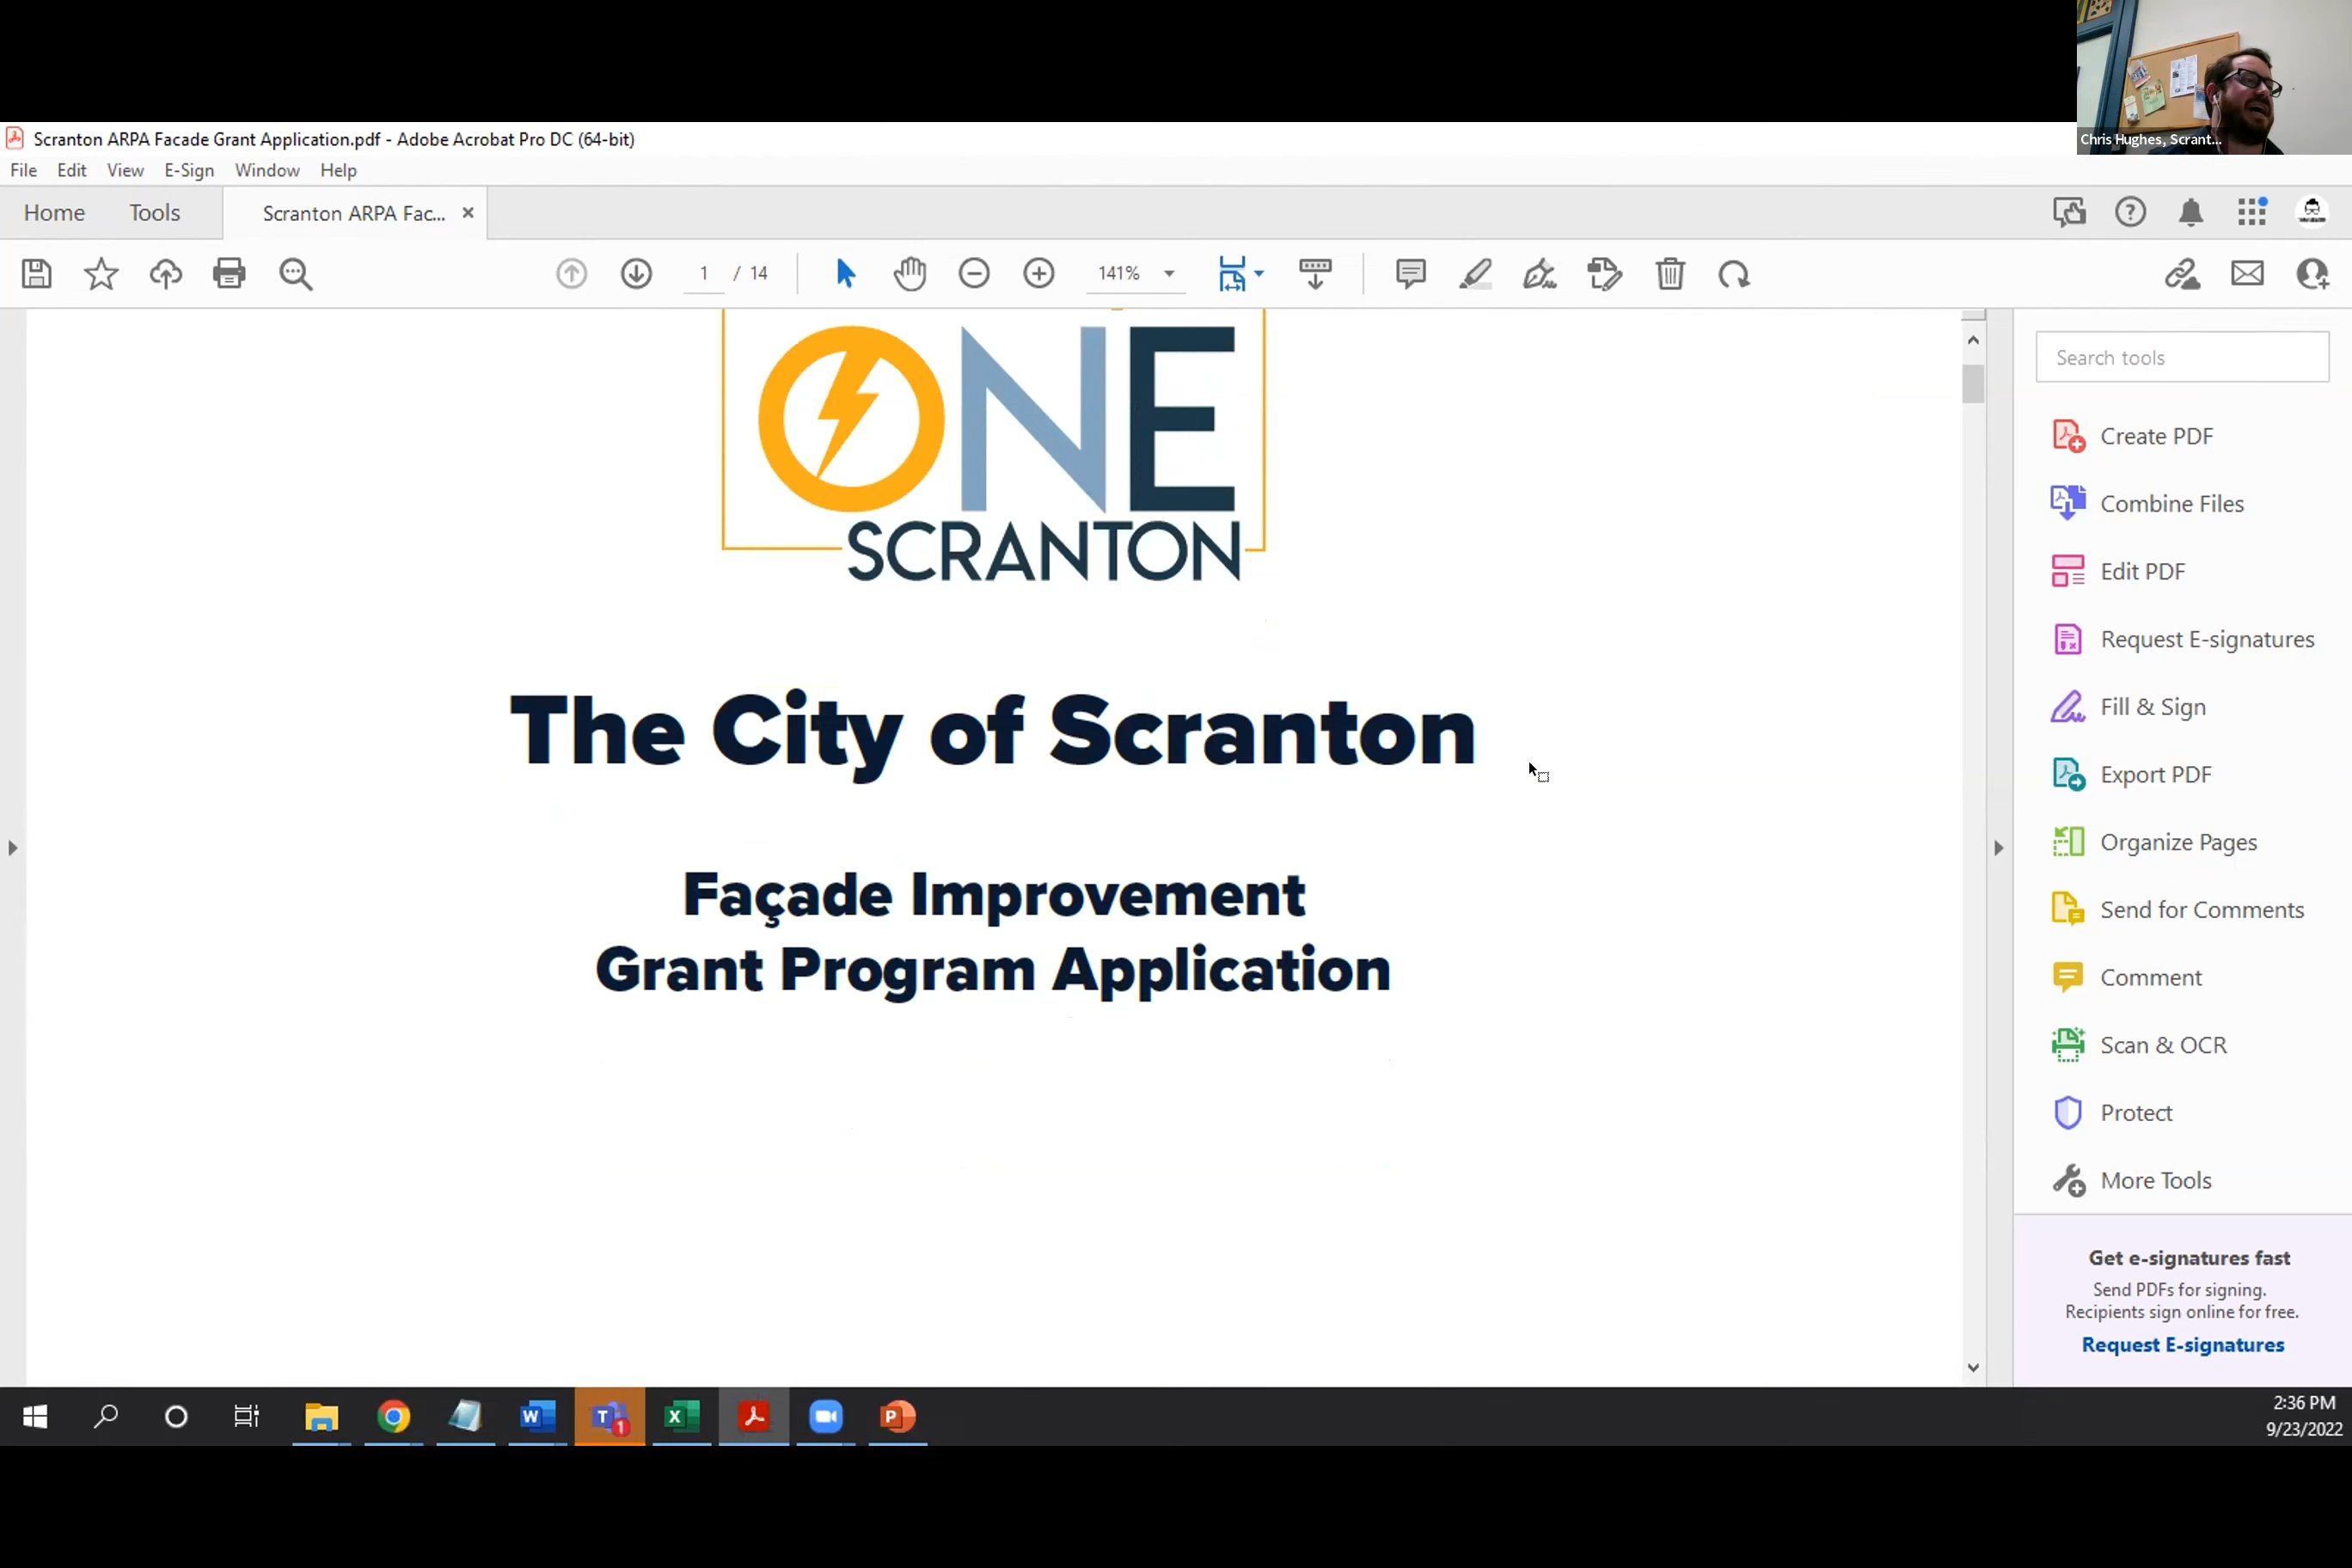 Chris Hughes, Scrant...
Scranton ARPA Facade Grant Application.pdf - Adobe Acrobat Pro DC (64-bit)
File Edit View E-Sign Window Help
Home Tools Scranton ARPA Fac... ×
1 / 14 141%
ONE
SCRANTON
The City of Scranton
Façade Improvement
Grant Program Application
Search tools
Create PDF
Combine Files
Edit PDF
Request E-signatures
Fill & Sign
Export PDF
Organize Pages
Send for Comments
Comment
Scan & OCR
Protect
More Tools
Get e-signatures fast
Send PDFs for signing.
Recipients sign online for free.
Request E-signatures
W T 1 X P
2:36 PM
9/23/2022